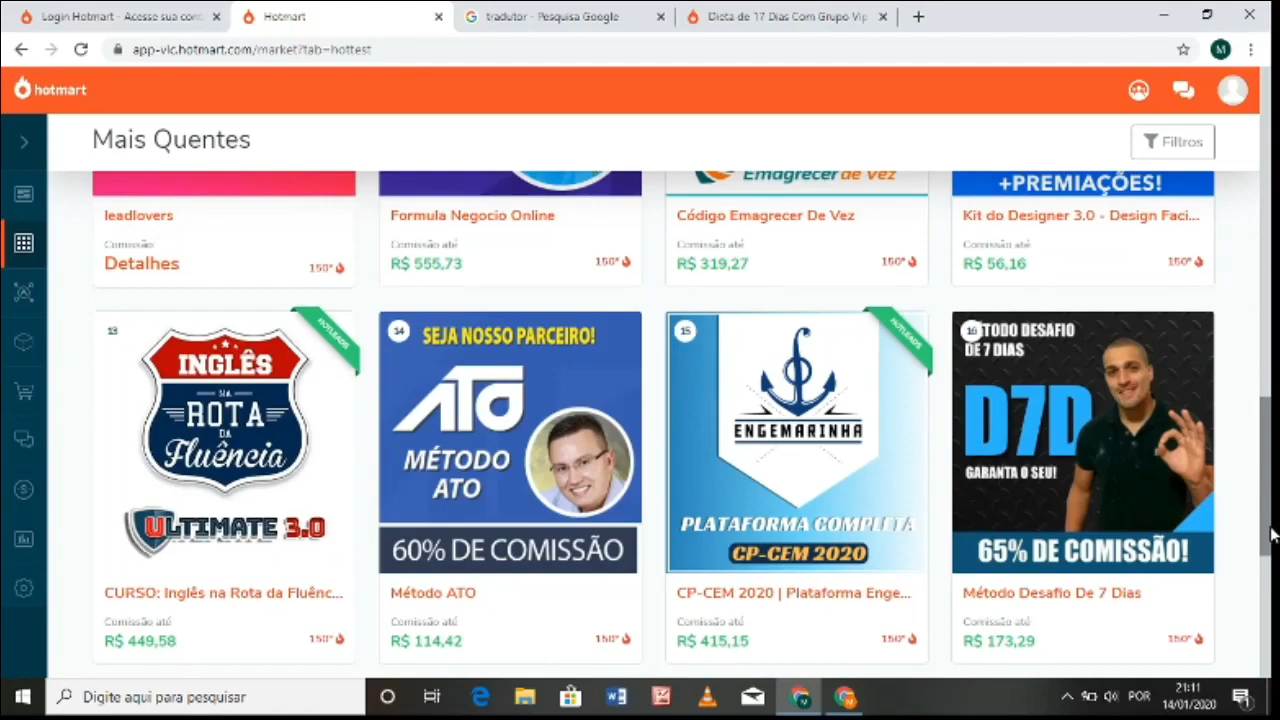 Login Hotmart - Acesse sua cont
Hotmart
tradutor - Pesquisa Google
Dieta de 17 Dias Com Grupo Vip
app-vlc.hotmart.com/market?tab=hottest
M
hotmart
Mais Quentes
Filtros
Emagrecer de Vez
+PREMIAÇÕES!
leadlovers
Comissão
Detalhes
150°
Formula Negocio Online
Comissão até
R$ 555,73
150°
Código Emagrecer De Vez
Comissão até
R$ 319,27
150°
Kit do Designer 3.0 - Design Faci...
Comissão até
R$ 56,16
150°
13
HOTLEADS
INGLÊS
NA
ROTA
DA
Fluência
ULTIMATE 3.0
CURSO: Inglês na Rota da Fluênc...
Comissão até
R$ 449,58
150°
14
SEJA NOSSO PARCEIRO!
ATO
MÉTODO
ATO
60% DE COMISSÃO
Método ATO
Comissão até
R$ 114,42
150°
15
HOTLEADS
ENGEMARINHA
PLATAFORMA COMPLETA
CP-CEM 2020
CP-CEM 2020 | Plataforma Enge...
Comissão até
R$ 415,15
150°
16
TODO DESAFIO
DE 7 DIAS
D7D
GARANTA O SEU!
65% DE COMISSÃO!
Método Desafio De 7 Dias
Comissão até
R$ 173,29
150°
Digite aqui para pesquisar
POR
21:11
14/01/2020